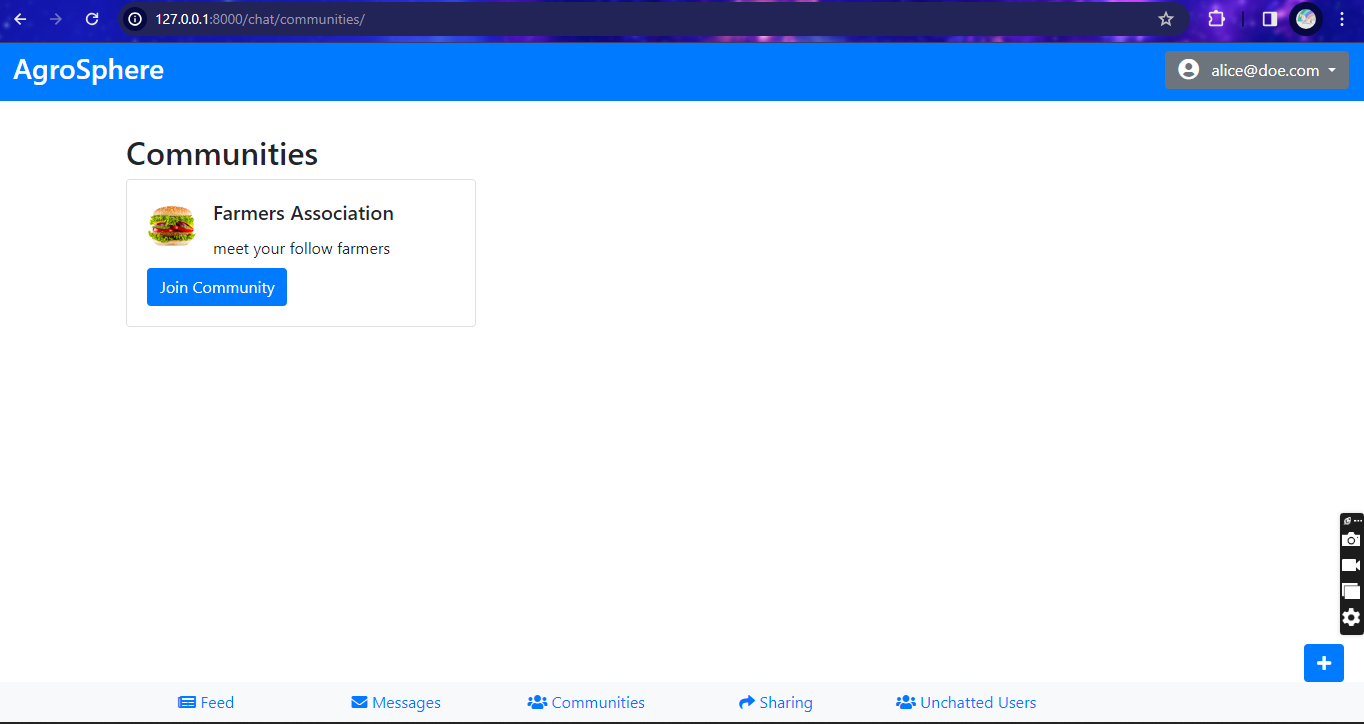 127.0.0.1:8000/chat/communities/
AgroSphere
alice@doe.com
Communities
Farmers Association
meet your follow farmers
Join Community
Feed
Messages
Communities
Sharing
Unchatted Users